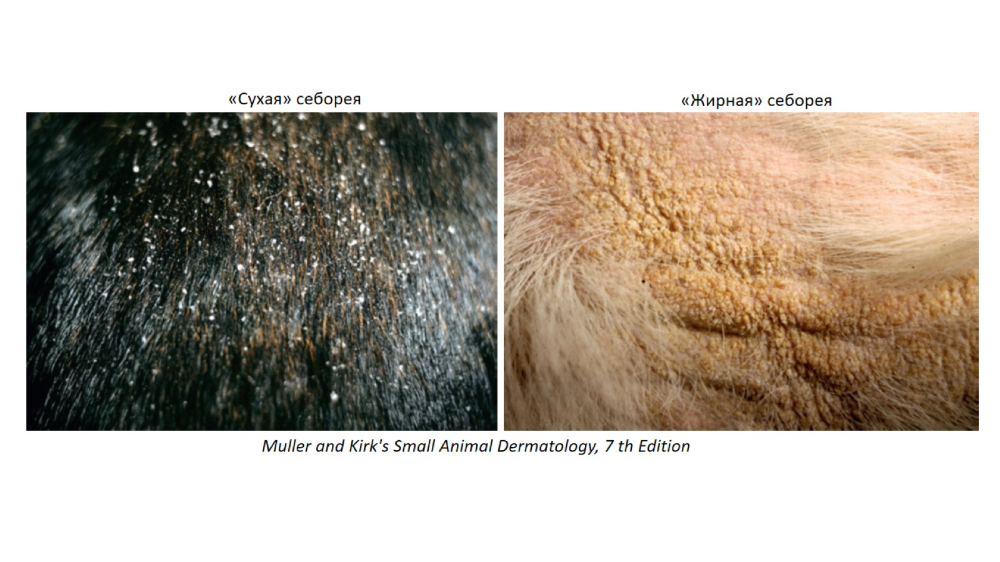 «Сухая» себорея
«Жирная» себорея
Muller and Kirk's Small Animal Dermatology, 7 th Edition